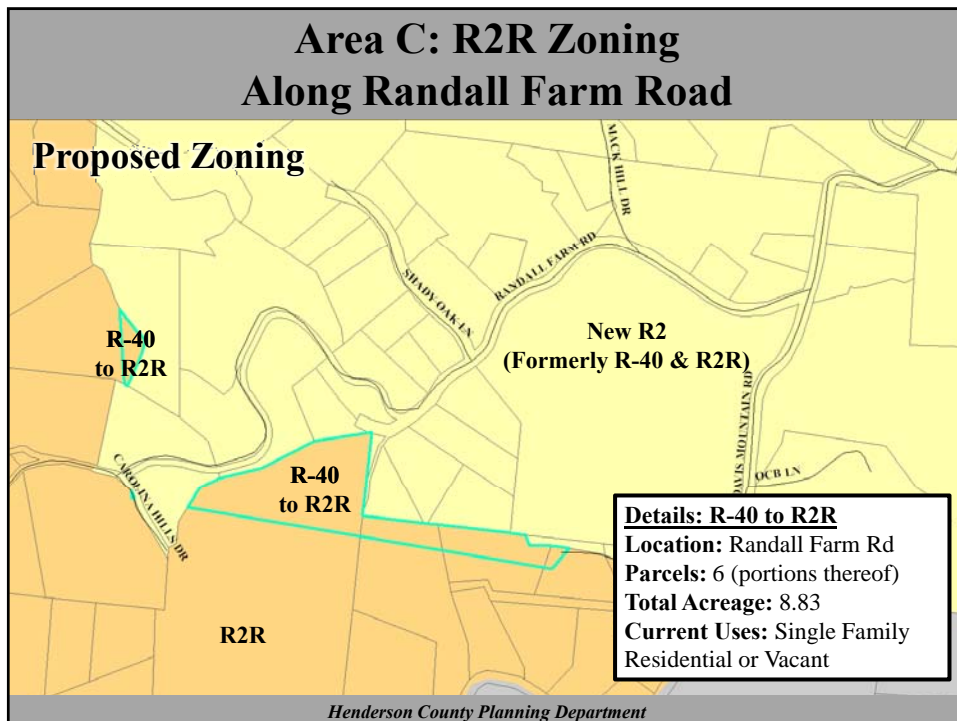 Area C: R2R Zoning
Along Randall Farm Road
Proposed Zoning
MACK HILL DR
SHADY OAK LN
RANDALL FARM RD
R-40
to R2R
New R2
(Formerly R-40 & R2R)
DAVIS MOUNTAIN RD
OCB LN
CAROLINA HILLS DR
R-40
to R2R
R2R
Details: R-40 to R2R
Location: Randall Farm Rd
Parcels: 6 (portions thereof)
Total Acreage: 8.83
Current Uses: Single Family
Residential or Vacant
Henderson County Planning Department